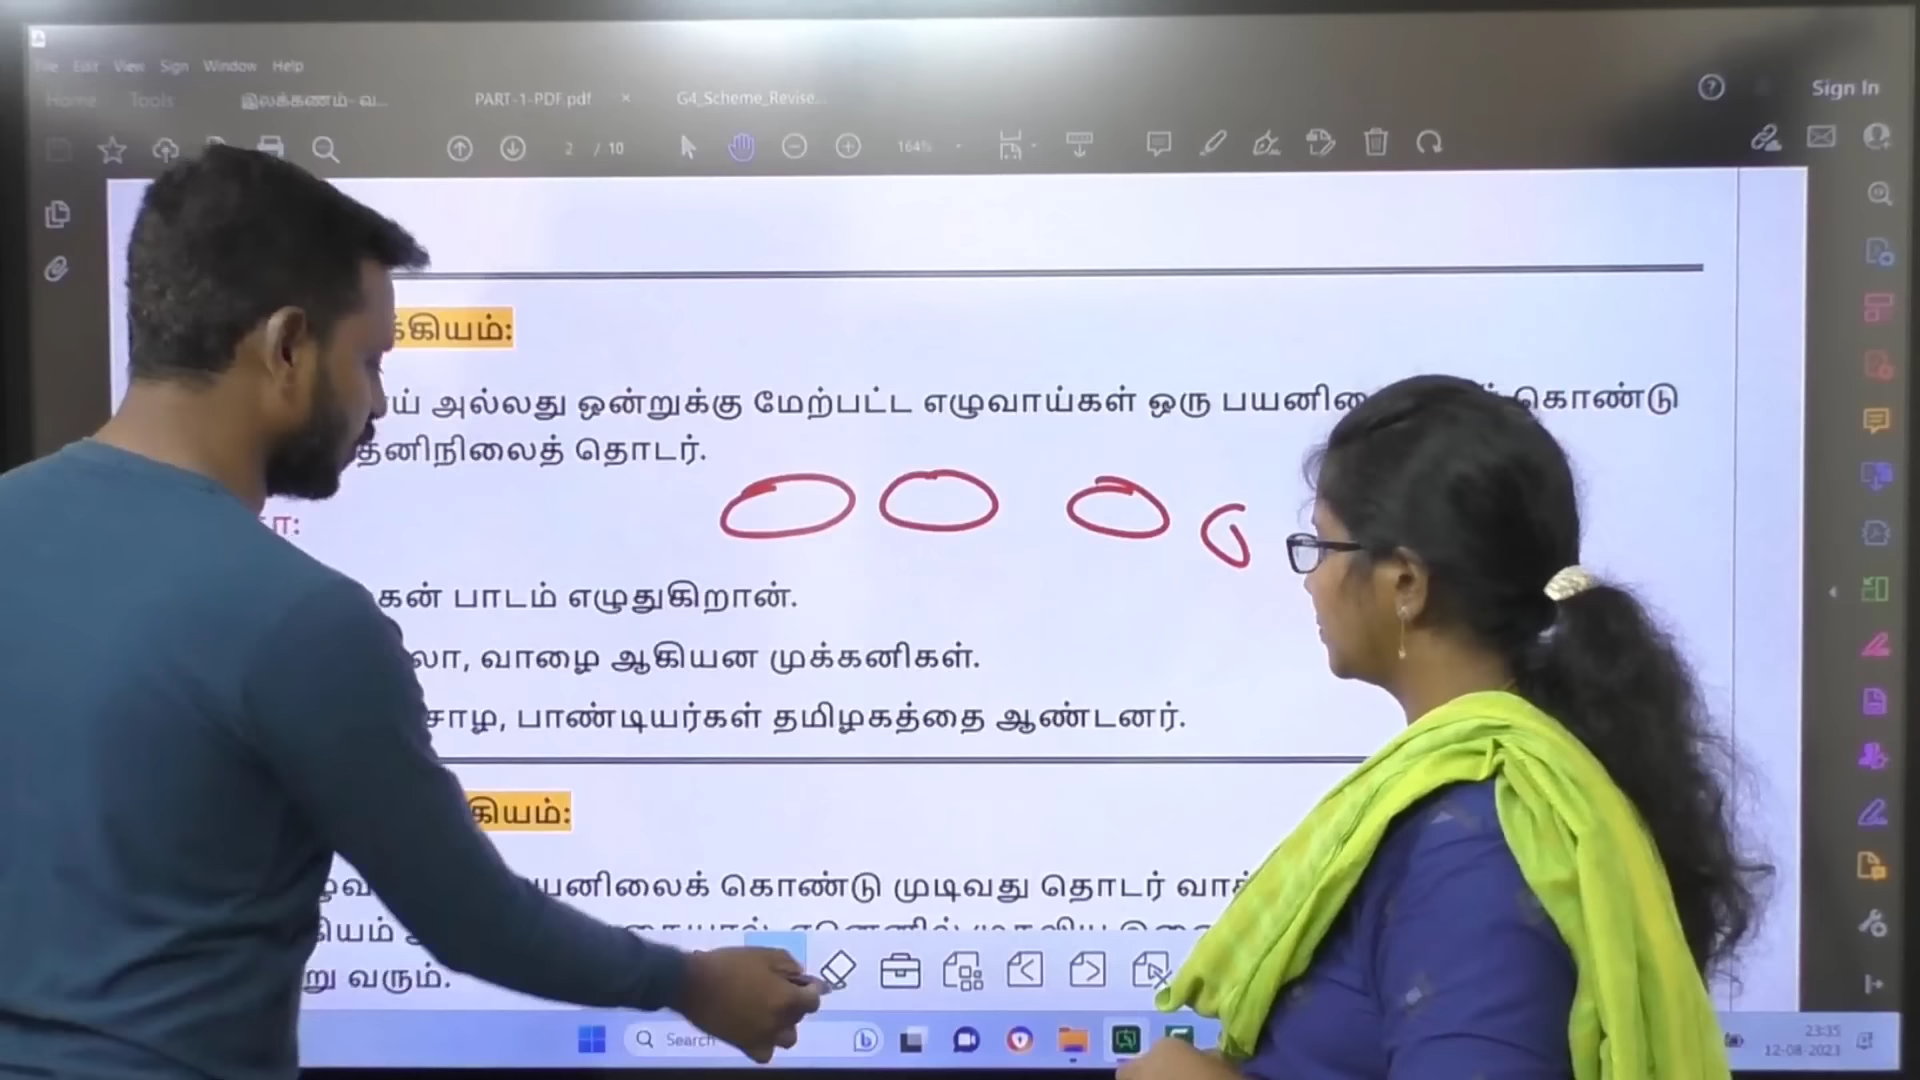 File Edit View Sign Window Help
Home Tools இலக்கணம்- வ... PART-1-PDF.pdf × G4_Scheme_Revise... Sign In
2 / 10 164%
க்கியம்:
ய் அல்லது ஒன்றுக்கு மேற்பட்ட எழுவாய்கள் ஒரு கொண்டு
தனிநிலைத் தொடர்.
கன் பாடம் எழுதுகிறான்.
லா, வாழை ஆகியன முக்கனிகள்.
சோழ, பாண்டியர்கள் தமிழகத்தை ஆண்டனர்.
கியம்:
யனிலைக் கொண்டு முடிவது தொடர்
கியம்
று வரும்.
Search
23:35
12-08-2023